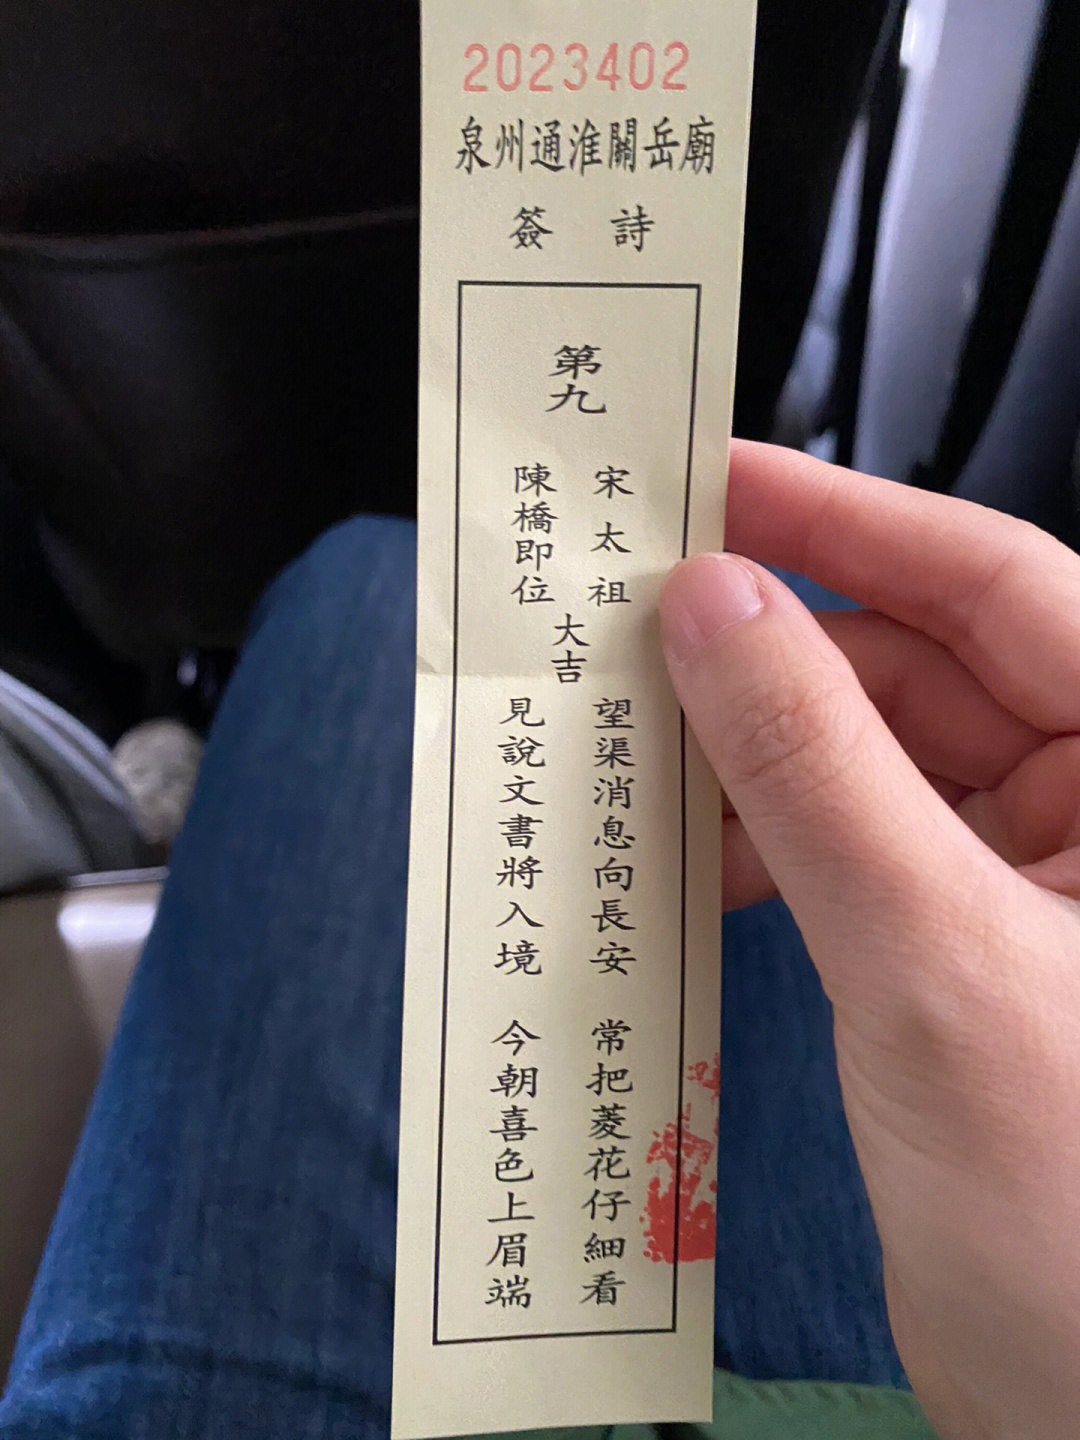 2023402
泉州通淮關岳廟
簽詩
第九
宋太祖
陳橋即位
大吉
望渠消息向長安
常把菱花仔細看
見說文書將入境
今朝喜色上眉端